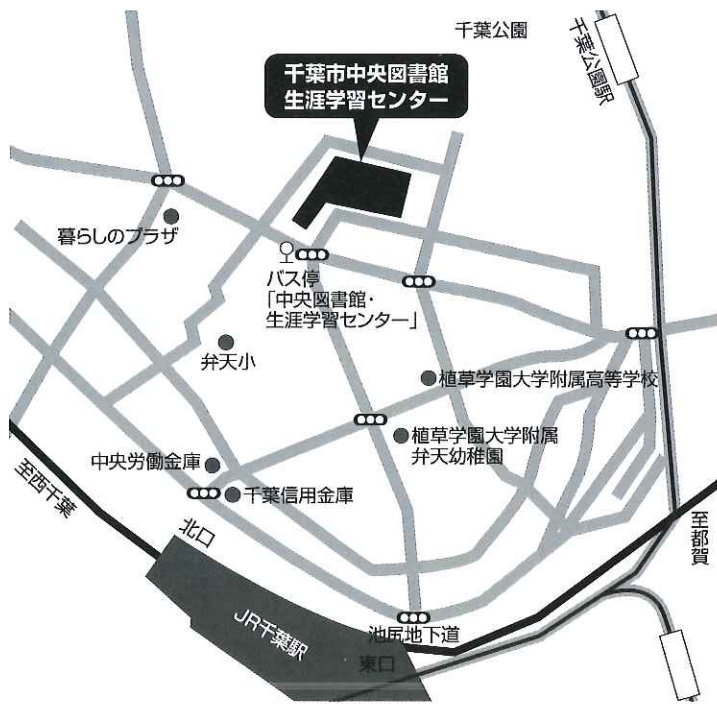 千葉公園
千葉公園駅
千葉市中央図書館
生涯学習センター
暮らしのプラザ
バス停
「中央図書館・
生涯学習センター」
弁天小
植草学園大学附属高等学校
植草学園大学附属
弁天幼稚園
中央労働金庫
千葉信用金庫
至西千葉
北口
至都賀
JR千葉駅
池尻地下道
東口